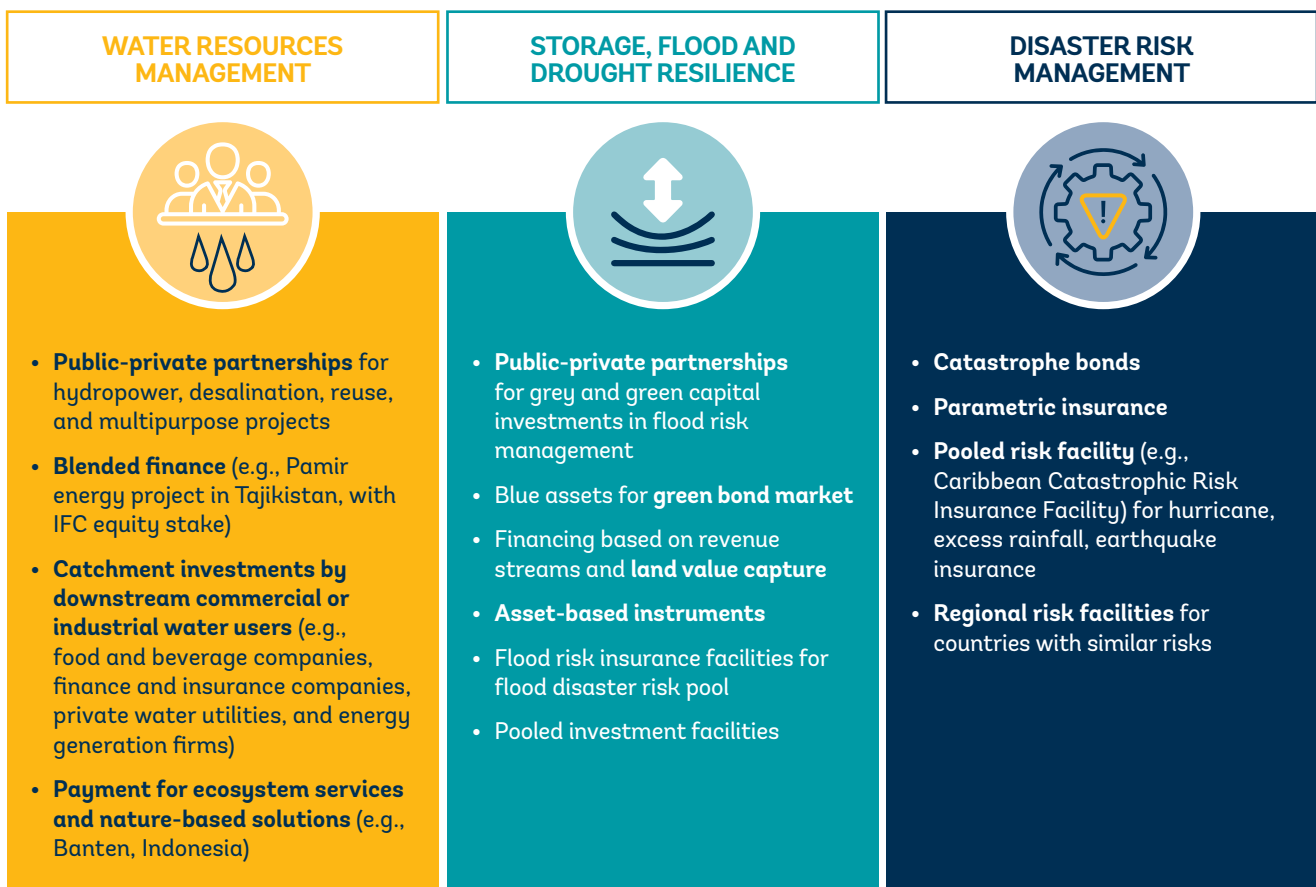 WATER RESOURCES
MANAGEMENT
• Public-private partnerships for
hydropower, desalination, reuse,
and multipurpose projects
• Blended finance (e.g., Pamir
energy project in Tajikistan, with
IFC equity stake)
• Catchment investments by
downstream commercial or
industrial water users (e.g.,
food and beverage companies,
finance and insurance companies,
private water utilities, and energy
generation firms)
• Payment for ecosystem services
and nature-based solutions (e.g.,
Banten, Indonesia)
STORAGE, FLOOD AND
DROUGHT RESILIENCE
• Public-private partnerships
for grey and green capital
investments in flood risk
management
• Blue assets for green bond market
• Financing based on revenue
streams and land value capture
• Asset-based instruments
• Flood risk insurance facilities for
flood disaster risk pool
• Pooled investment facilities
DISASTER RISK
MANAGEMENT
!
• Catastrophe bonds
• Parametric insurance
• Pooled risk facility (e.g.,
Caribbean Catastrophic Risk
Insurance Facility) for hurricane,
excess rainfall, earthquake
insurance
• Regional risk facilities for
countries with similar risks